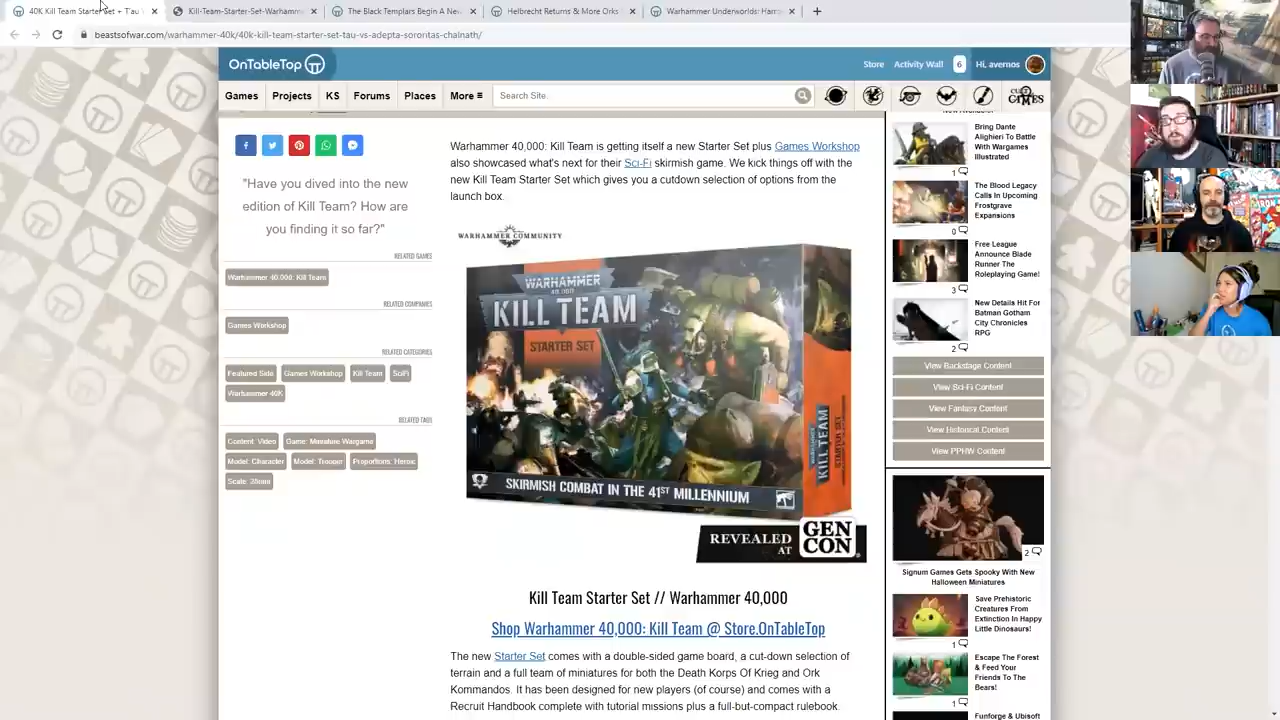 40K Kill Team Starter Set + T'au
Kill-Team-Starter-Set-Warhamme
The Black Templars Begin A New
Helbrecht Returns & More Orks
Warhammer Underworlds: Harro
beastsofwar.com/warhammer-40k/40k-kill-team-starter-set-tau-vs-adepta-sororitas-chalnath/
OnTableTop
Store
Activity Wall
6
Hi, avernos
Games
Projects
KS
Forums
Places
More
Search Site.
"Have you dived into the new
edition of Kill Team? How are
you finding it so far?"
RELATED GAMES
Warhammer 40,000: Kill Team
RELATED COMPANIES
Games Workshop
RELATED CATEGORIES
Featured Side
Games Workshop
Kill Team
SciFi
Warhammer 40K
RELATED TAGS
Content: Video
Game: Miniature Wargame
Model: Character
Model: Trooper
Proportions: Heroic
Scale: 28mm
Warhammer 40,000: Kill Team is getting itself a new Starter Set plus Games Workshop
also showcased what's next for their Sci-Fi skirmish game. We kick things off with the
new Kill Team Starter Set which gives you a cutdown selection of options from the
launch box.
WARHAMMER COMMUNITY
WARHAMMER
40,000
KILL TEAM
STARTER SET
KILL TEAM
STARTER SET
SKIRMISH COMBAT IN THE 41ST MILLENNIUM
REVEALED
AT
GEN
CON
Kill Team Starter Set // Warhammer 40,000
Shop Warhammer 40,000: Kill Team @ Store.OnTableTop
The new Starter Set comes with a double-sided game board, a cut-down selection of
terrain and a full team of miniatures for both the Death Korps Of Krieg and Ork
Kommandos. It has been designed for new players (of course) and comes with a
Recruit Handbook complete with tutorial missions plus a full-but-compact rulebook.
Bring Dante
Alighieri To Battle
With Wargames
Illustrated
1
The Blood Legacy
Calls In Upcoming
Frostgrave
Expansions
0
Free League
Announce Blade
Runner The
Roleplaying Game!
3
New Details Hit For
Batman Gotham
City Chronicles
RPG
2
View Backstage Content
View Sci-Fi Content
View Fantasy Content
View Historical Content
View PPHW Content
2
Signum Games Gets Spooky With New
Halloween Miniatures
Save Prehistoric
Creatures From
Extinction In Happy
Little Dinosaurs!
1
Escape The Forest
& Feed Your
Friends To The
Bears!
1
Funforge & Ubisoft